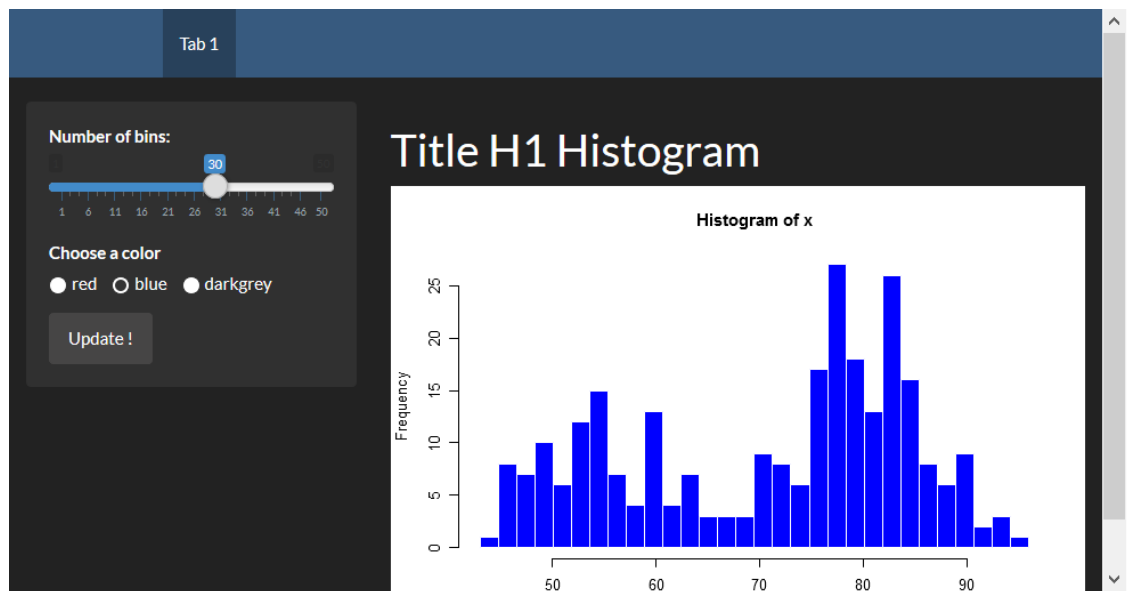 Tab 1
Number of bins:
30
1 6 11 16 21 26 31 36 41 46 50
Choose a color
red blue darkgrey
Update !
Title H1 Histogram
Histogram of x
Frequency
25
20
15
10
5
0
50 60 70 80 90